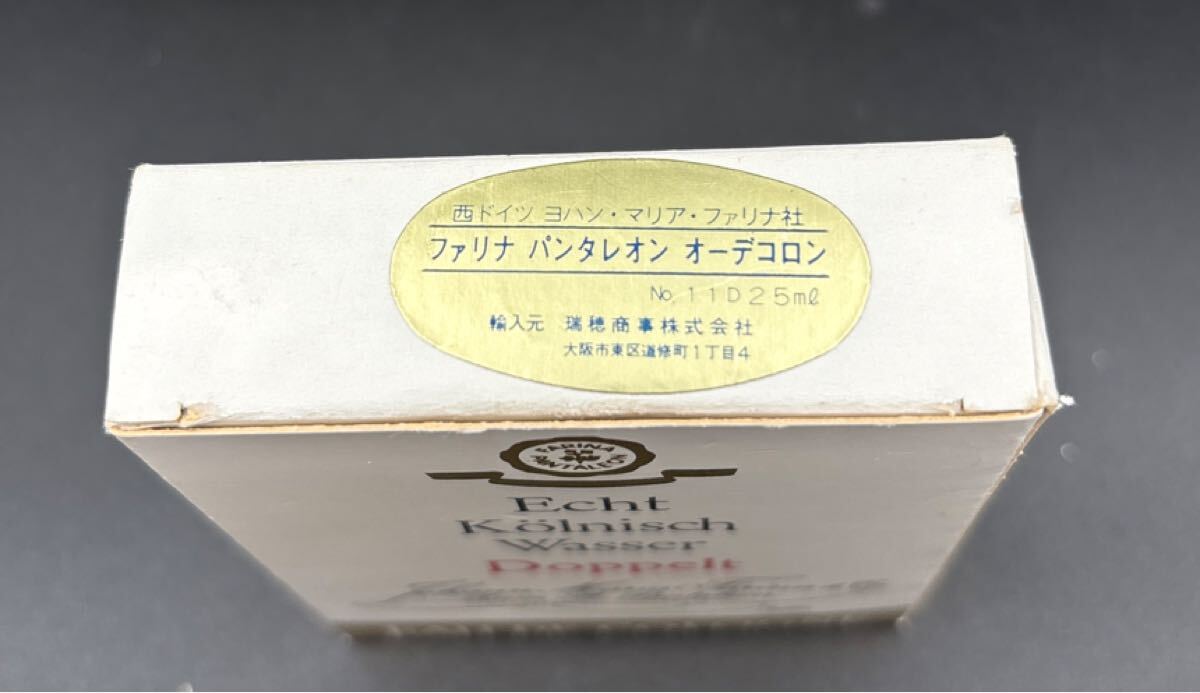 西ドイツ ヨハン・マリア・ファリナ社
ファリナ パンタレオン オーデコロン
No. 11D 25ml
輸入元 瑞穂商事株式会社
大阪市東区道修町1丁目4
FARINA
PANTALEON
Echt
Kölnisch
Wasser
Doppelt